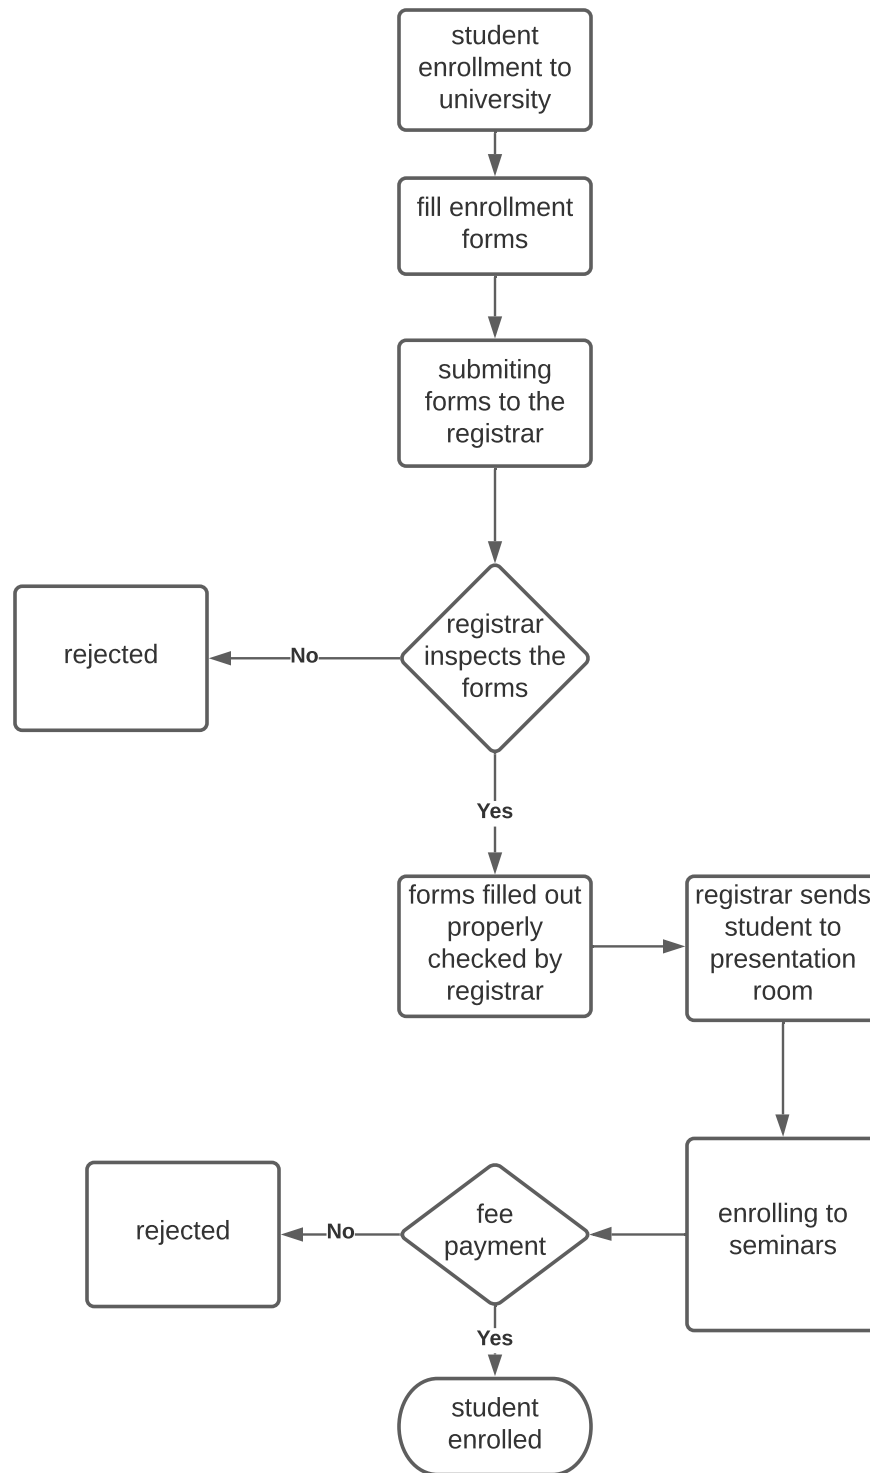 student
enrollment to
university
fill enrollment
forms
submiting
forms to the
registrar
registrar
inspects the
forms
No
rejected
Yes
forms filled out
properly
checked by
registrar
registrar sends
student to
presentation
room
enrolling to
seminars
fee
payment
No
rejected
Yes
student
enrolled